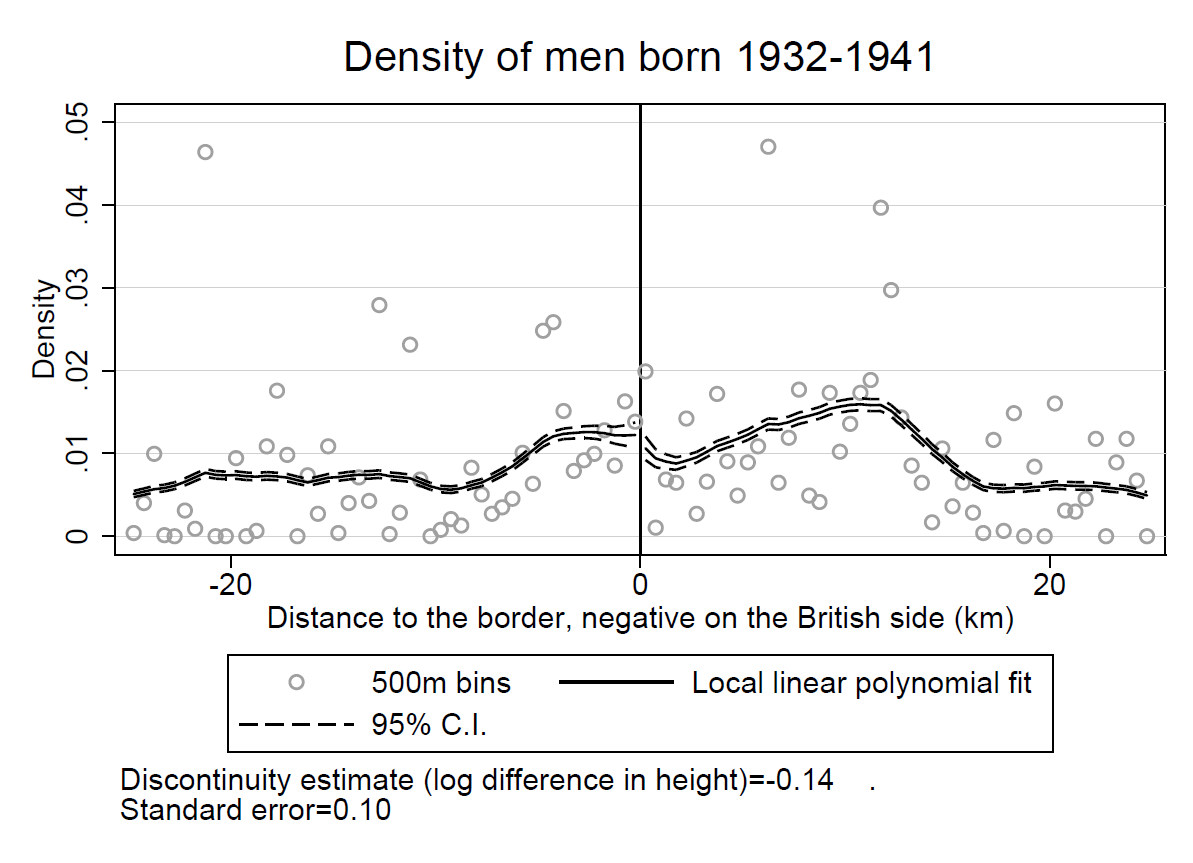 Density of men born 1932-1941
Density
.05
.04
.03
.02
.01
0
-20 0 20
Distance to the border, negative on the British side (km)
500m bins Local linear polynomial fit
95% C.I.
Discontinuity estimate (log difference in height)=-0.14 .
Standard error=0.10